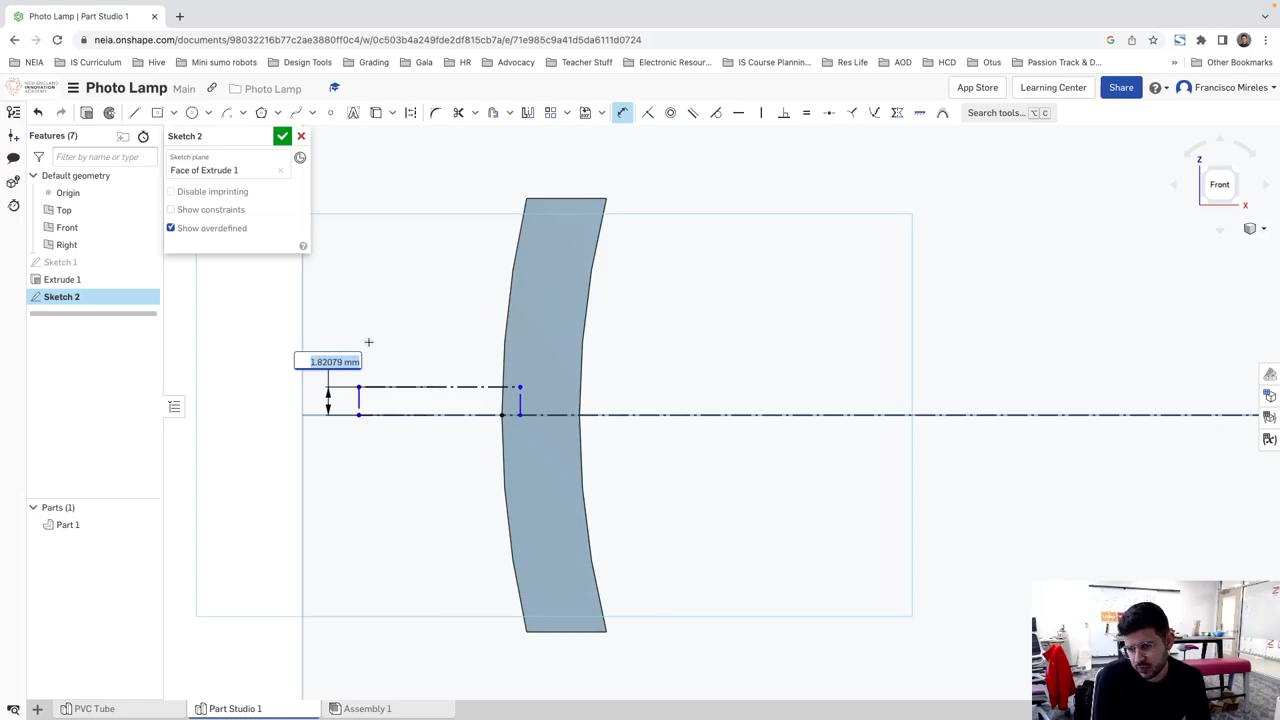 Photo Lamp | Part Studio 1
neia.onshape.com/documents/98032216b77c2ae3880ff0c4/w/0c503b4a249fde2df815cb7a/e/71e985c9a41d5da6111d0724
NEIA IS Curriculum Hive Mini sumo robots Design Tools Grading Gala HR Advocacy Teacher Stuff Electronic Resour... IS Course Plannin... Res Life AOD HCD Otus Passion Track & D... » Other Bookmarks
Photo Lamp Main Photo Lamp App Store Learning Center Share Francisco Mireles
Search tools... ⌥ C
Features (7)
Filter by name or type
Default geometry
Origin
Top
Front
Right
Sketch 1
Extrude 1
Sketch 2
Sketch 2
Sketch plane
Face of Extrude 1
Disable imprinting
Show constraints
Show overdefined
1.82079 mm
Z
Front
X
Parts (1)
Part 1
PVC Tube Part Studio 1 Assembly 1